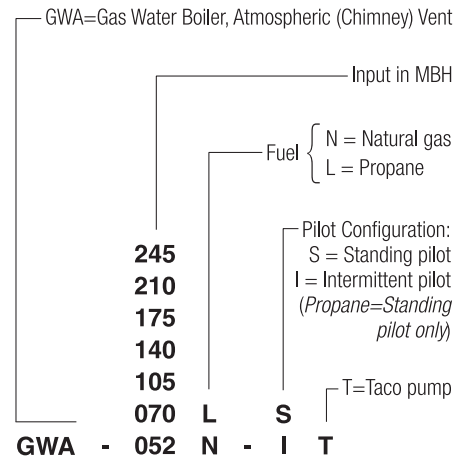 GWA=Gas Water Boiler, Atmospheric (Chimney) Vent
Input in MBH
Fuel
N = Natural gas
L = Propane
Pilot Configuration:
S = Standing pilot
I = Intermittent pilot
(Propane=Standing
pilot only)
T=Taco pump
245
210
175
140
105
070 L S
GWA - 052 N - I T